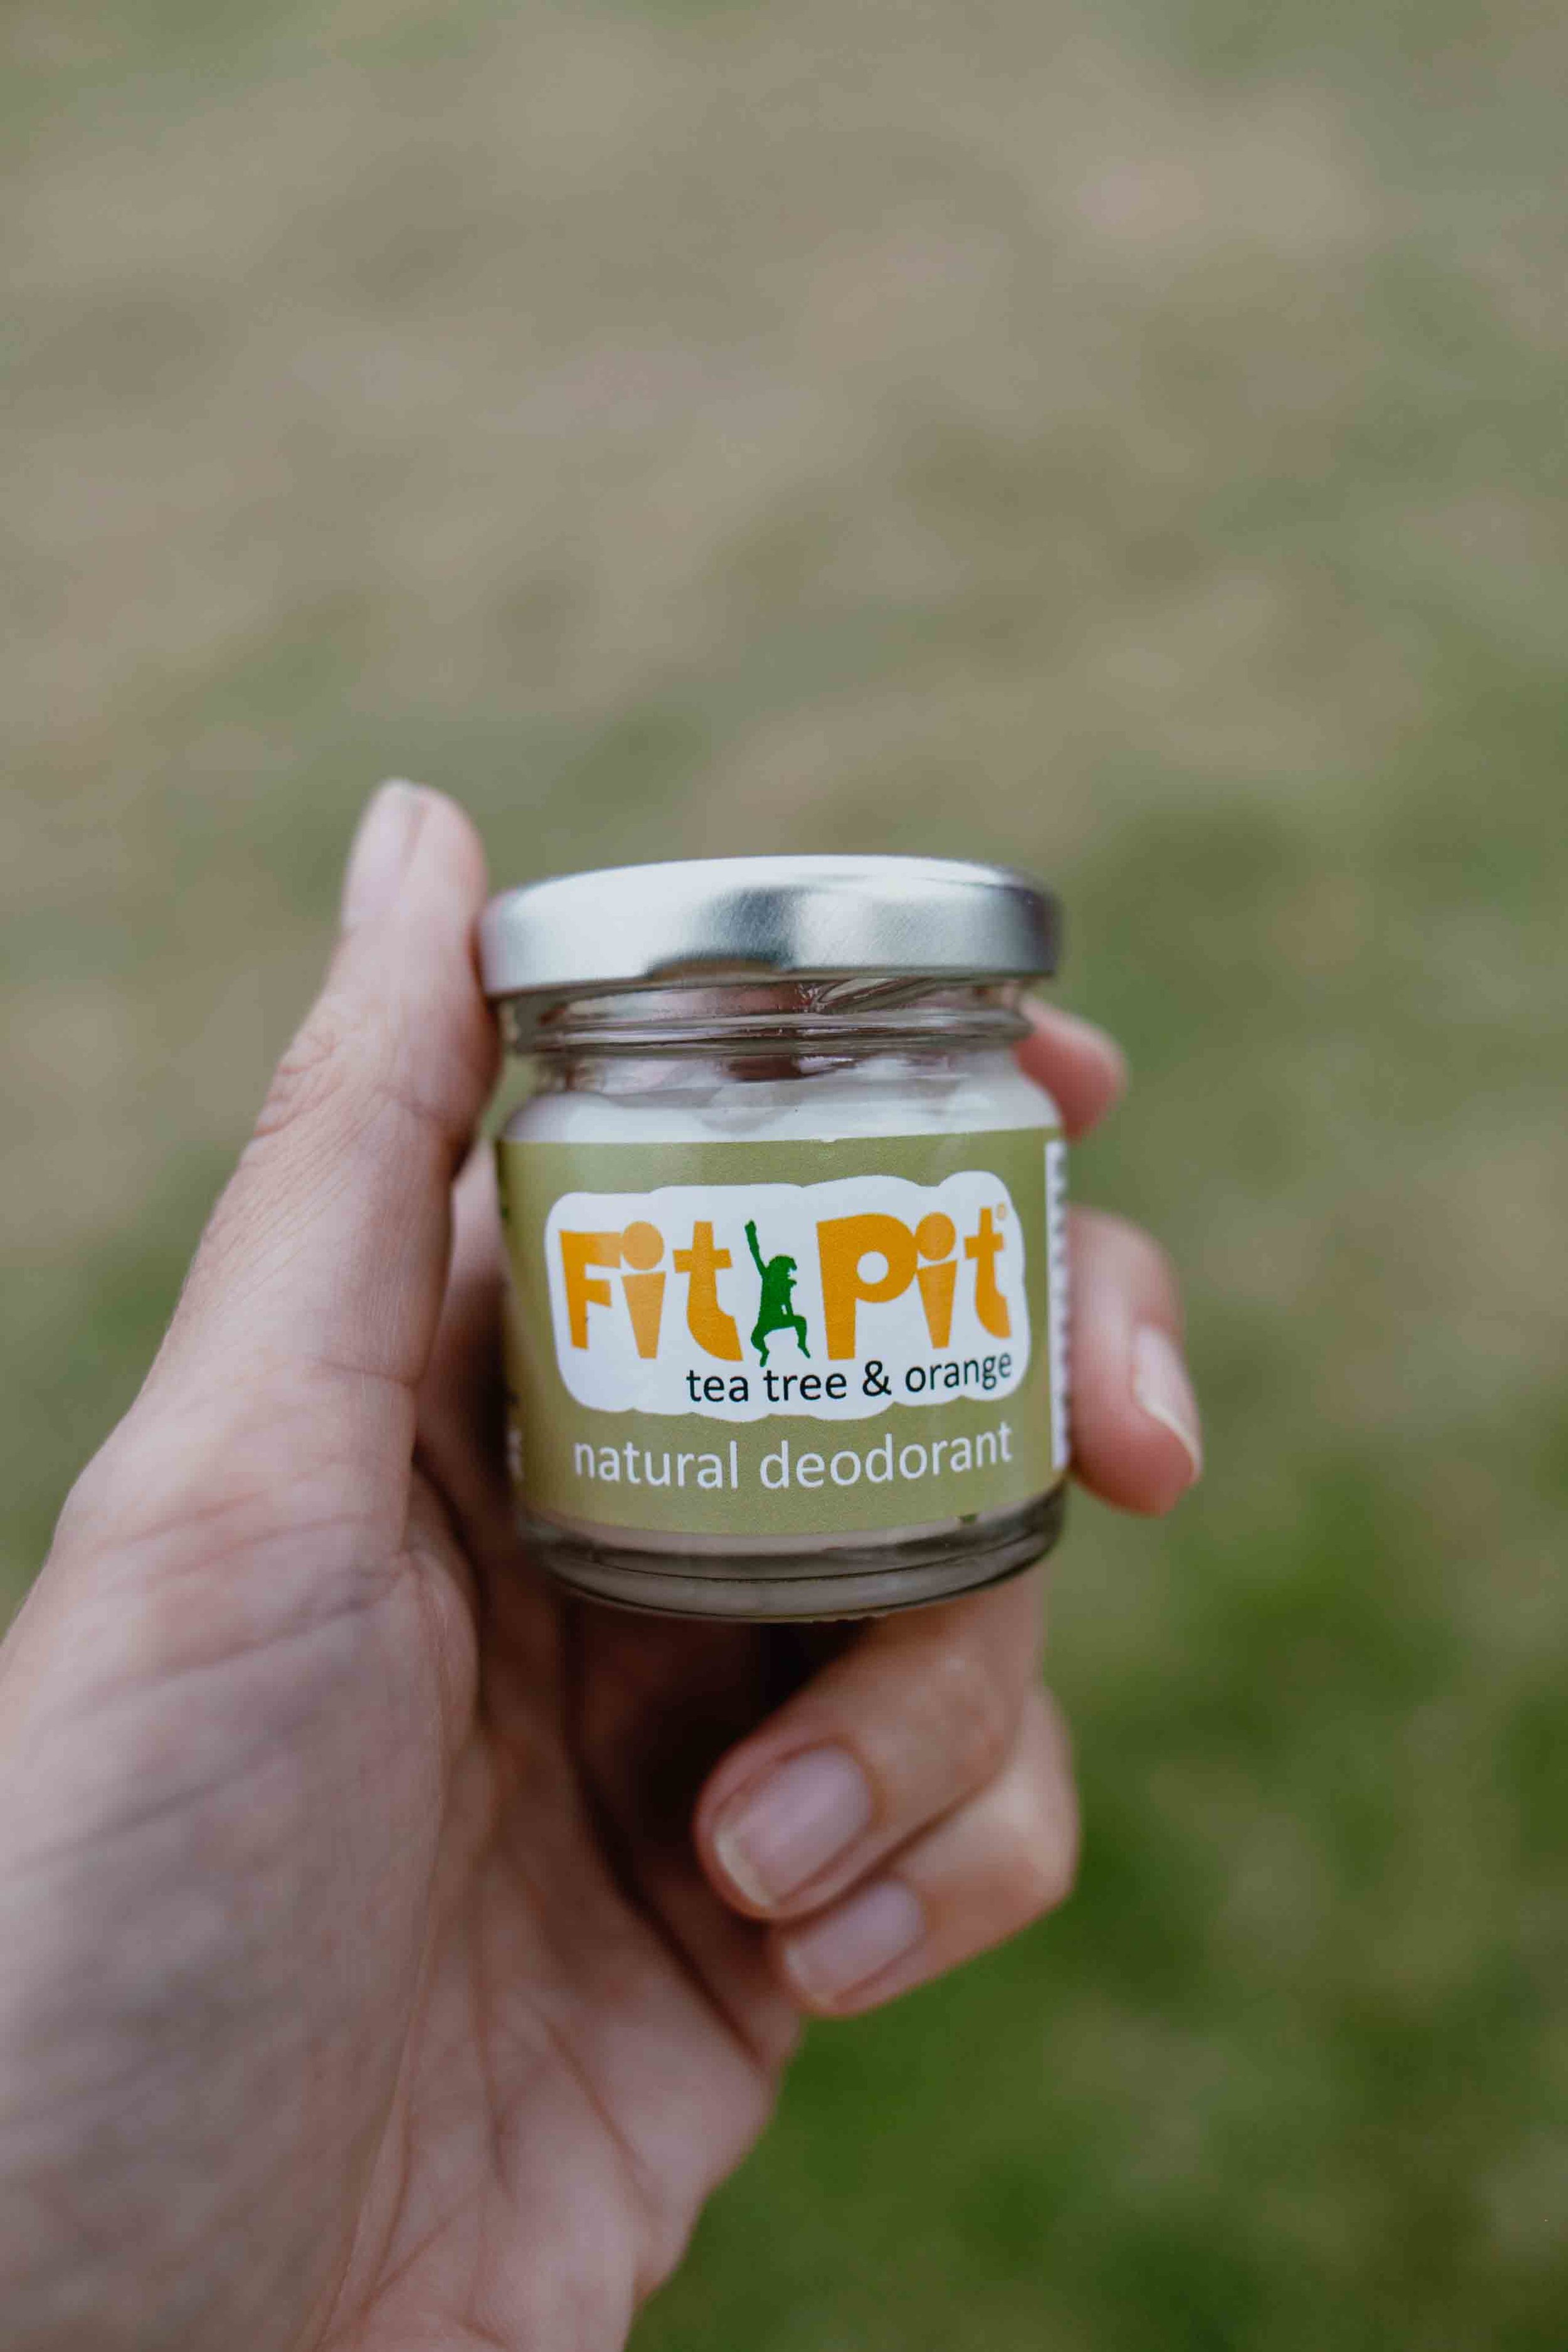 Fit Pit®
tea tree & orange
natural deodorant